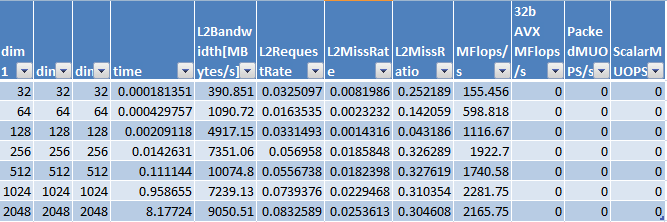 dim 1 dim dim time L2Bandwidth[MBytes/s] L2RequestRate L2MissRate L2MissRatio MFlops/s 32b AVX MFlops/s PackedMUOPS/s ScalarMUOPS
32 32 32 0.000181351 390.851 0.0325097 0.0081986 0.252189 155.456 0 0 0
64 64 64 0.000429757 1090.72 0.0163535 0.0023232 0.142059 598.818 0 0 0
128 128 128 0.00209118 4917.15 0.0331493 0.0014316 0.043186 1116.67 0 0 0
256 256 256 0.0142631 7351.06 0.056958 0.0185848 0.326289 1922.7 0 0 0
512 512 512 0.111144 10074.8 0.0556738 0.0182398 0.327619 1740.58 0 0 0
1024 1024 1024 0.958655 7239.13 0.0739376 0.0229468 0.310354 2281.75 0 0 0
2048 2048 2048 8.17724 9050.51 0.0832589 0.0253613 0.304608 2165.75 0 0 0